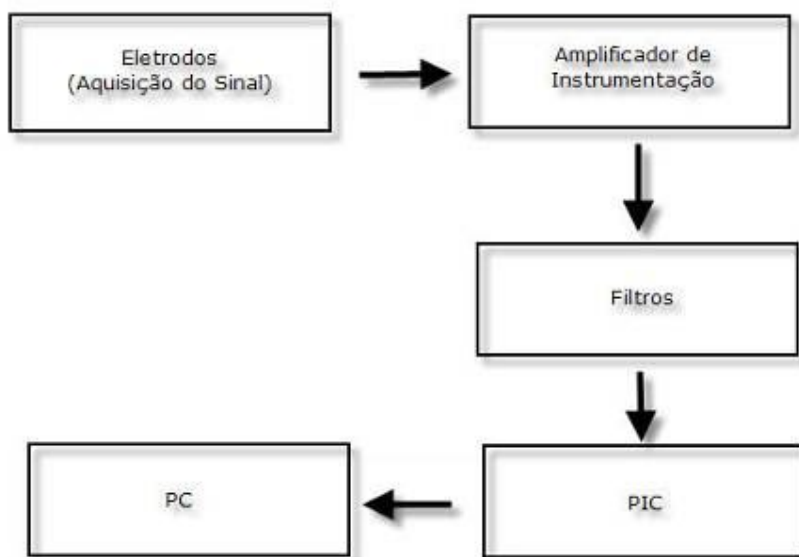 Eletrodos
(Aquisição do Sinal)
Amplificador de
Instrumentação
Filtros
PIC
PC